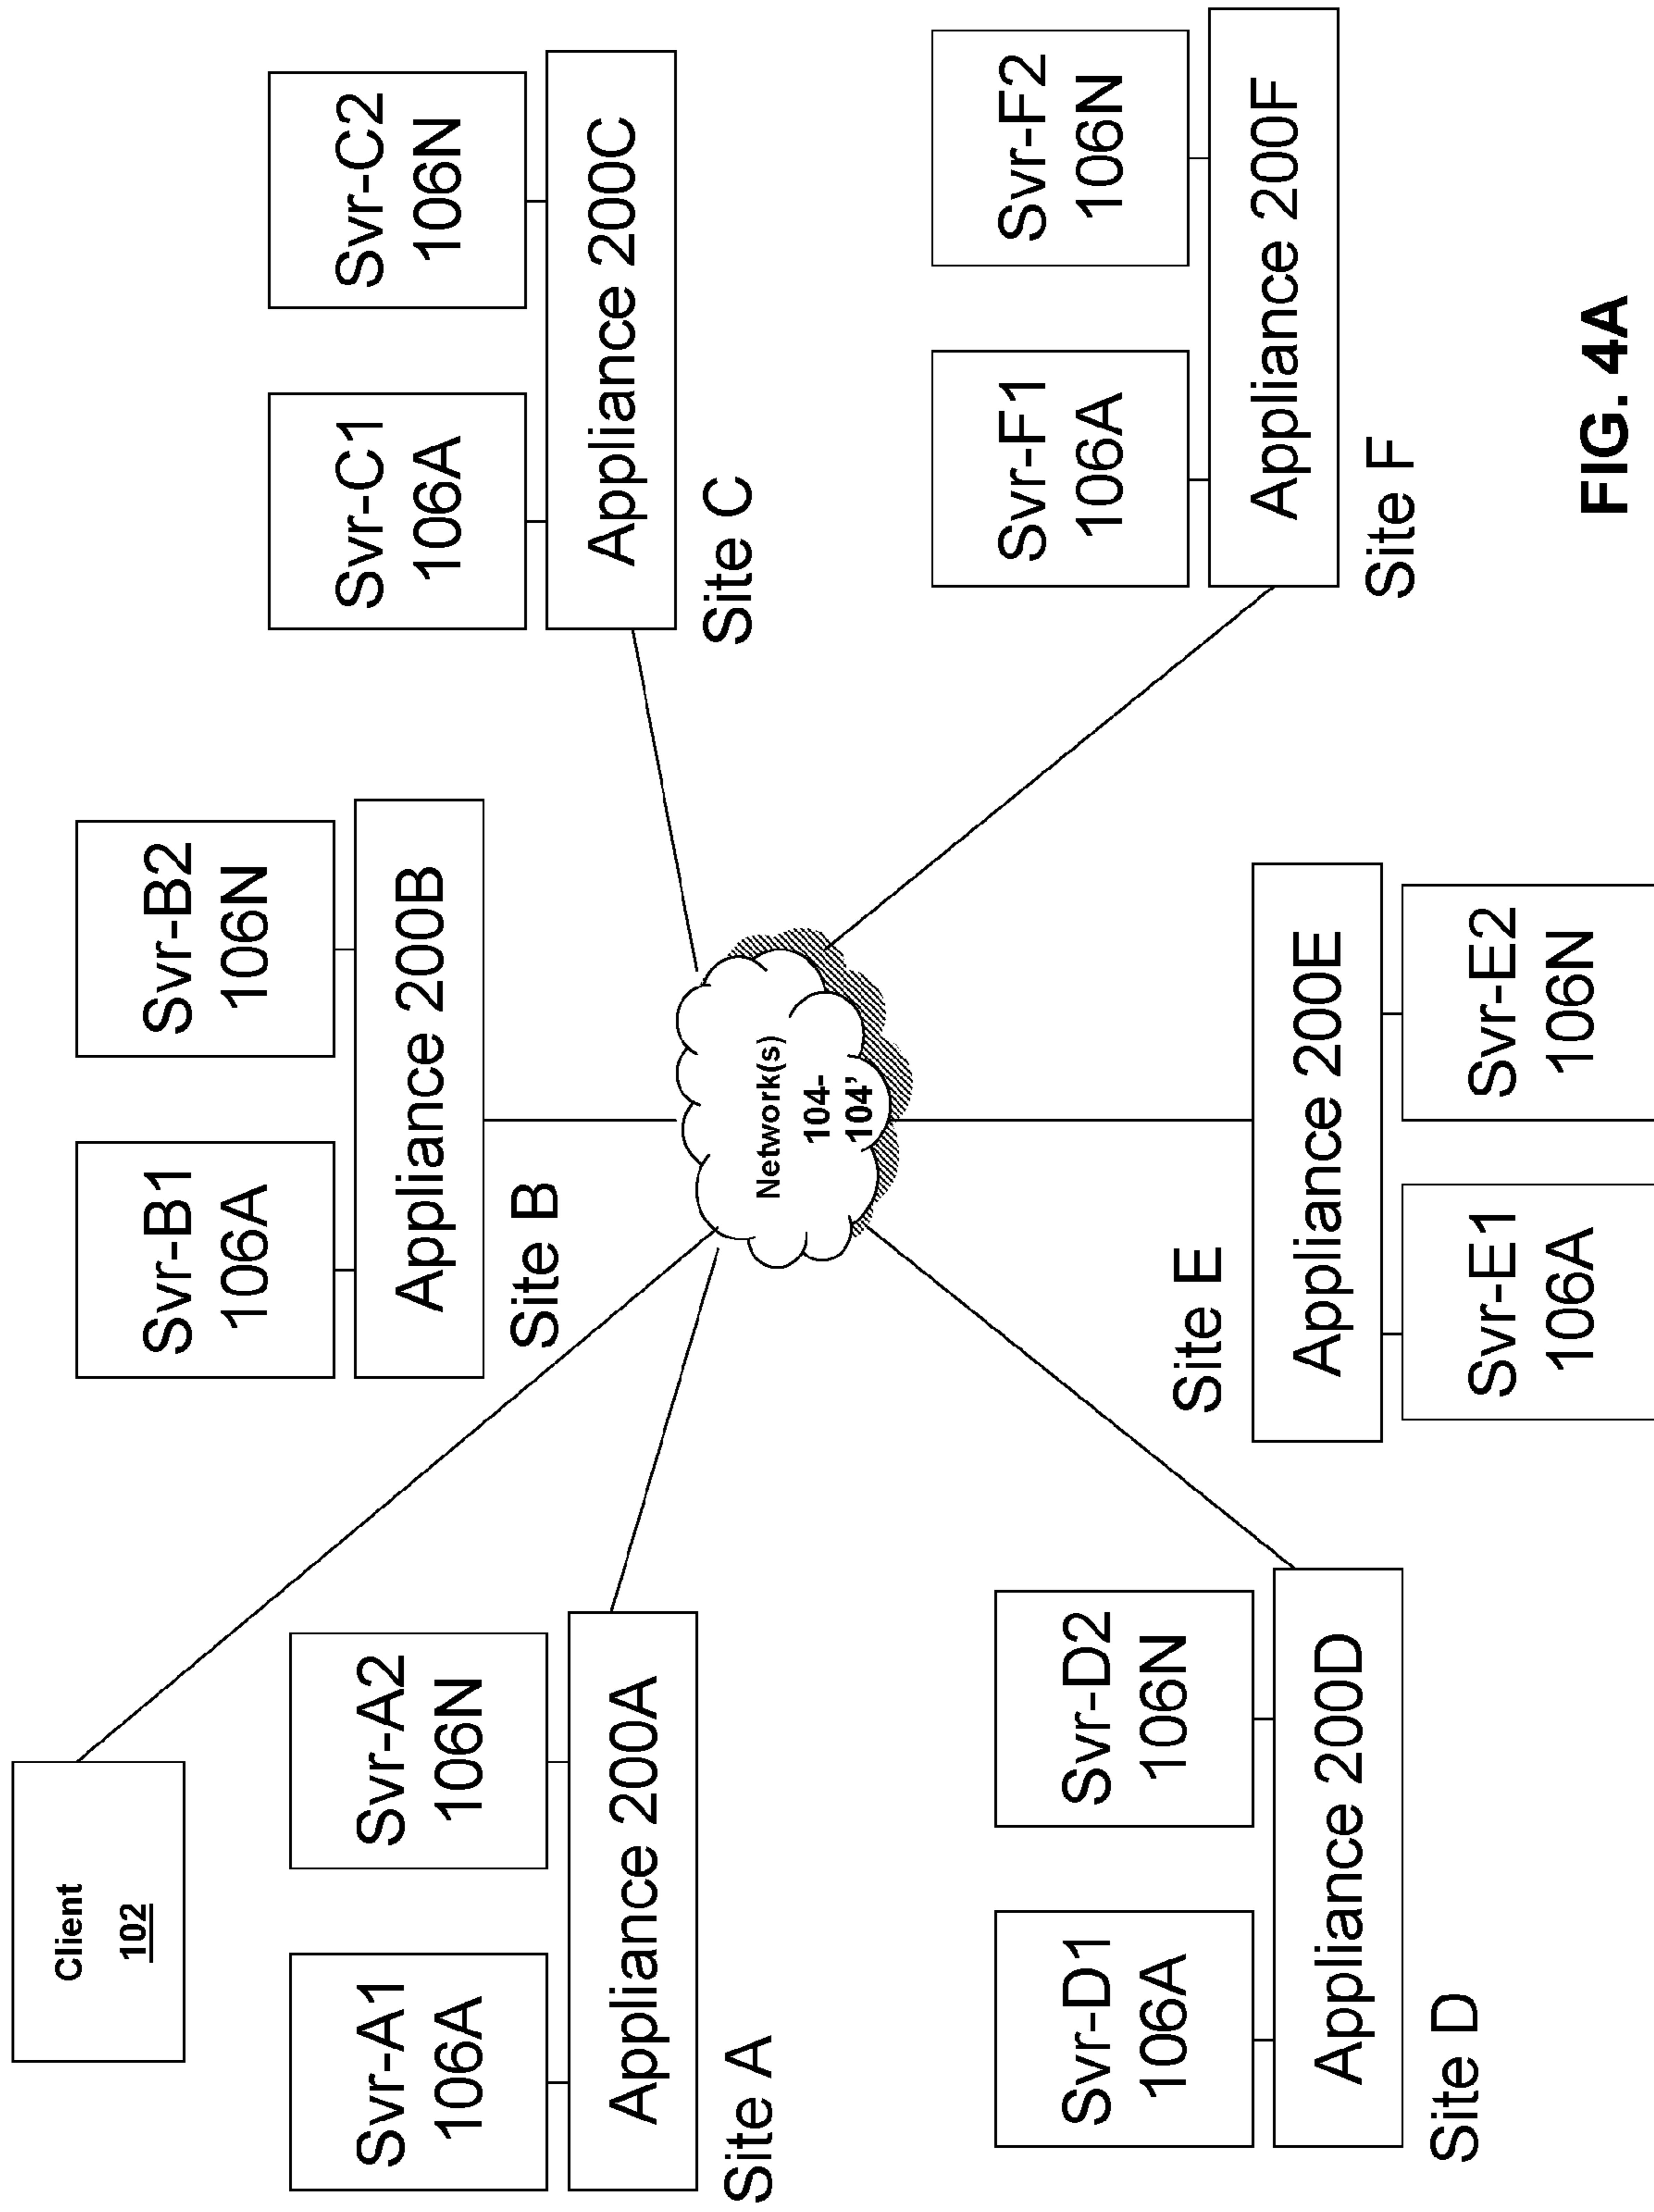 Client
102
Svr-B1
106A
Svr-B2
106N
Appliance 200B
Site B
Svr-A1
106A
Svr-A2
106N
Appliance 200A
Site A
Svr-C1
106A
Svr-C2
106N
Appliance 200C
Site C
Network(s)
104-
104’
Svr-D1
106A
Svr-D2
106N
Appliance 200D
Site D
Site E
Appliance 200E
Svr-E1
106A
Svr-E2
106N
Svr-F1
106A
Svr-F2
106N
Appliance 200F
Site F
FIG. 4A